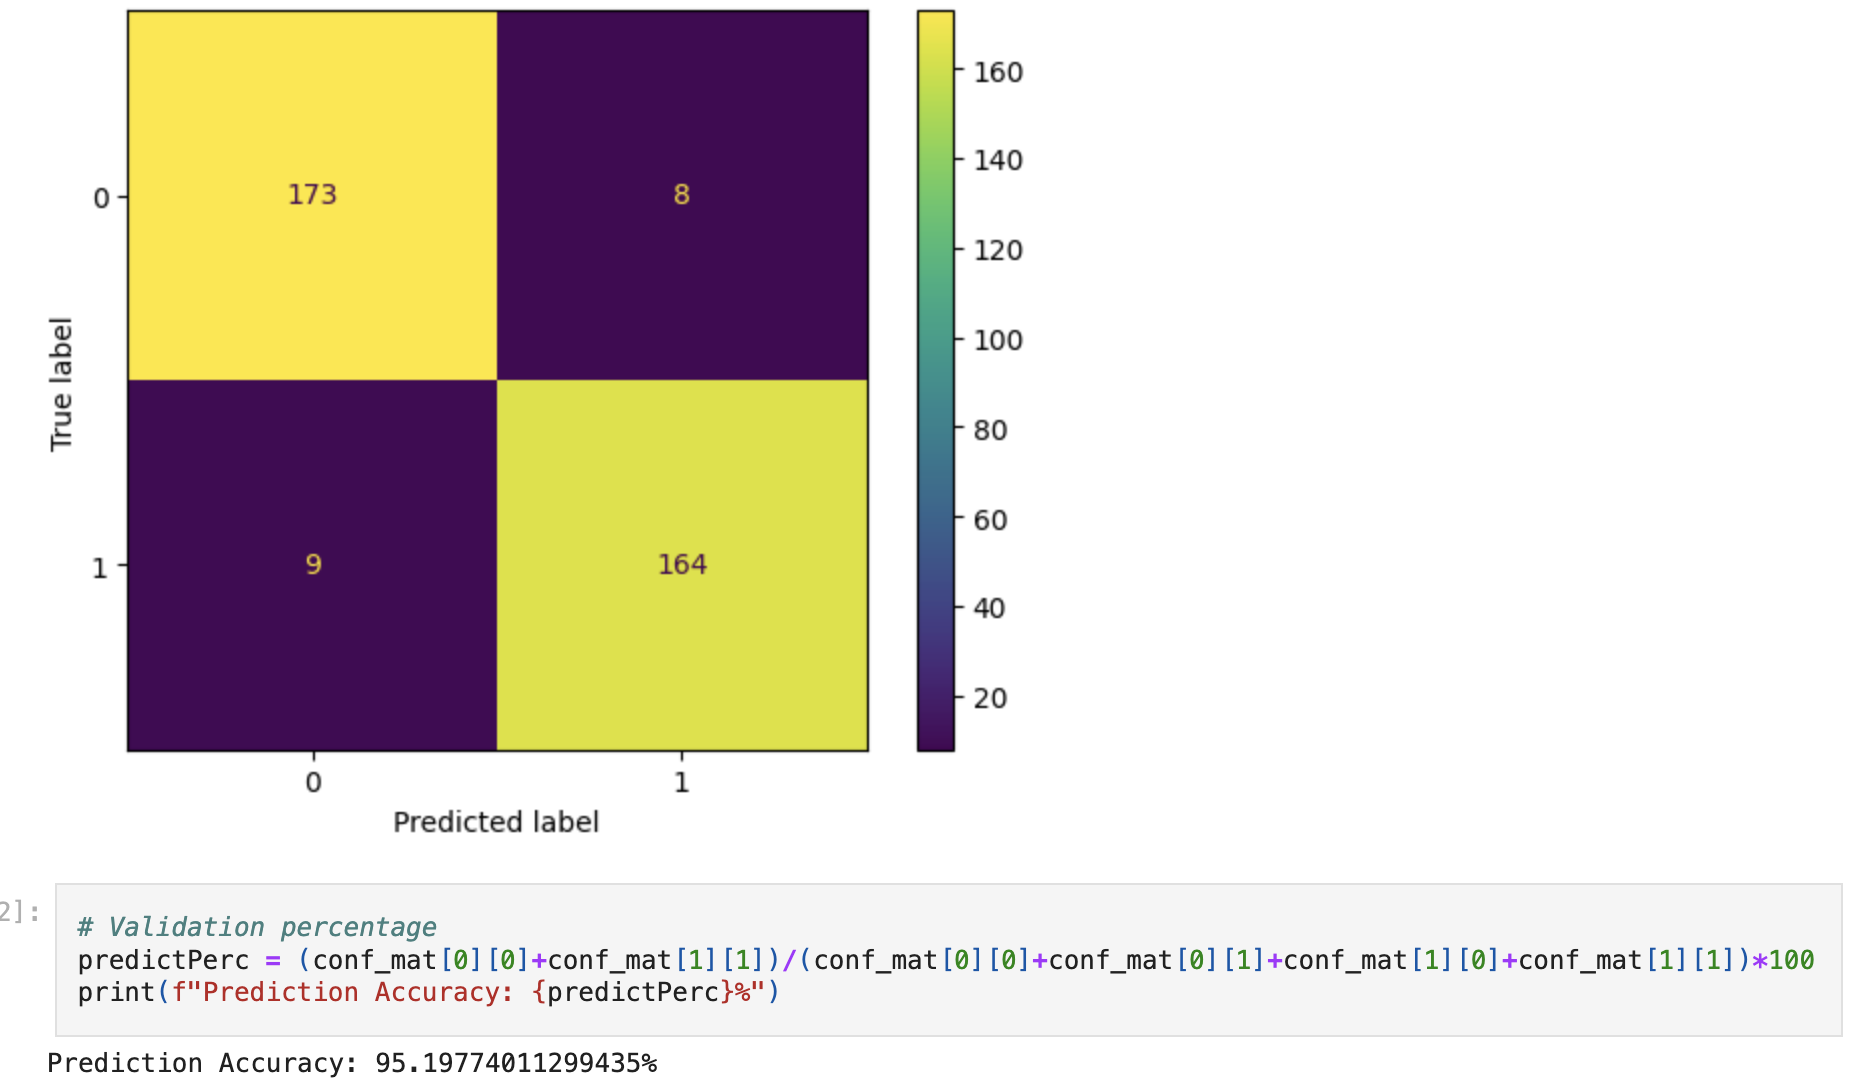 173
8
9
164
0
1
True label
0
1
Predicted label
160
140
120
100
80
60
40
20
2]:
# Validation percentage
predictPerc = (conf_mat[0][0]+conf_mat[1][1])/(conf_mat[0][0]+conf_mat[0][1]+conf_mat[1][0]+conf_mat[1][1])*100
print(f"Prediction Accuracy: {predictPerc}%")
Prediction Accuracy: 95.19774011299435%